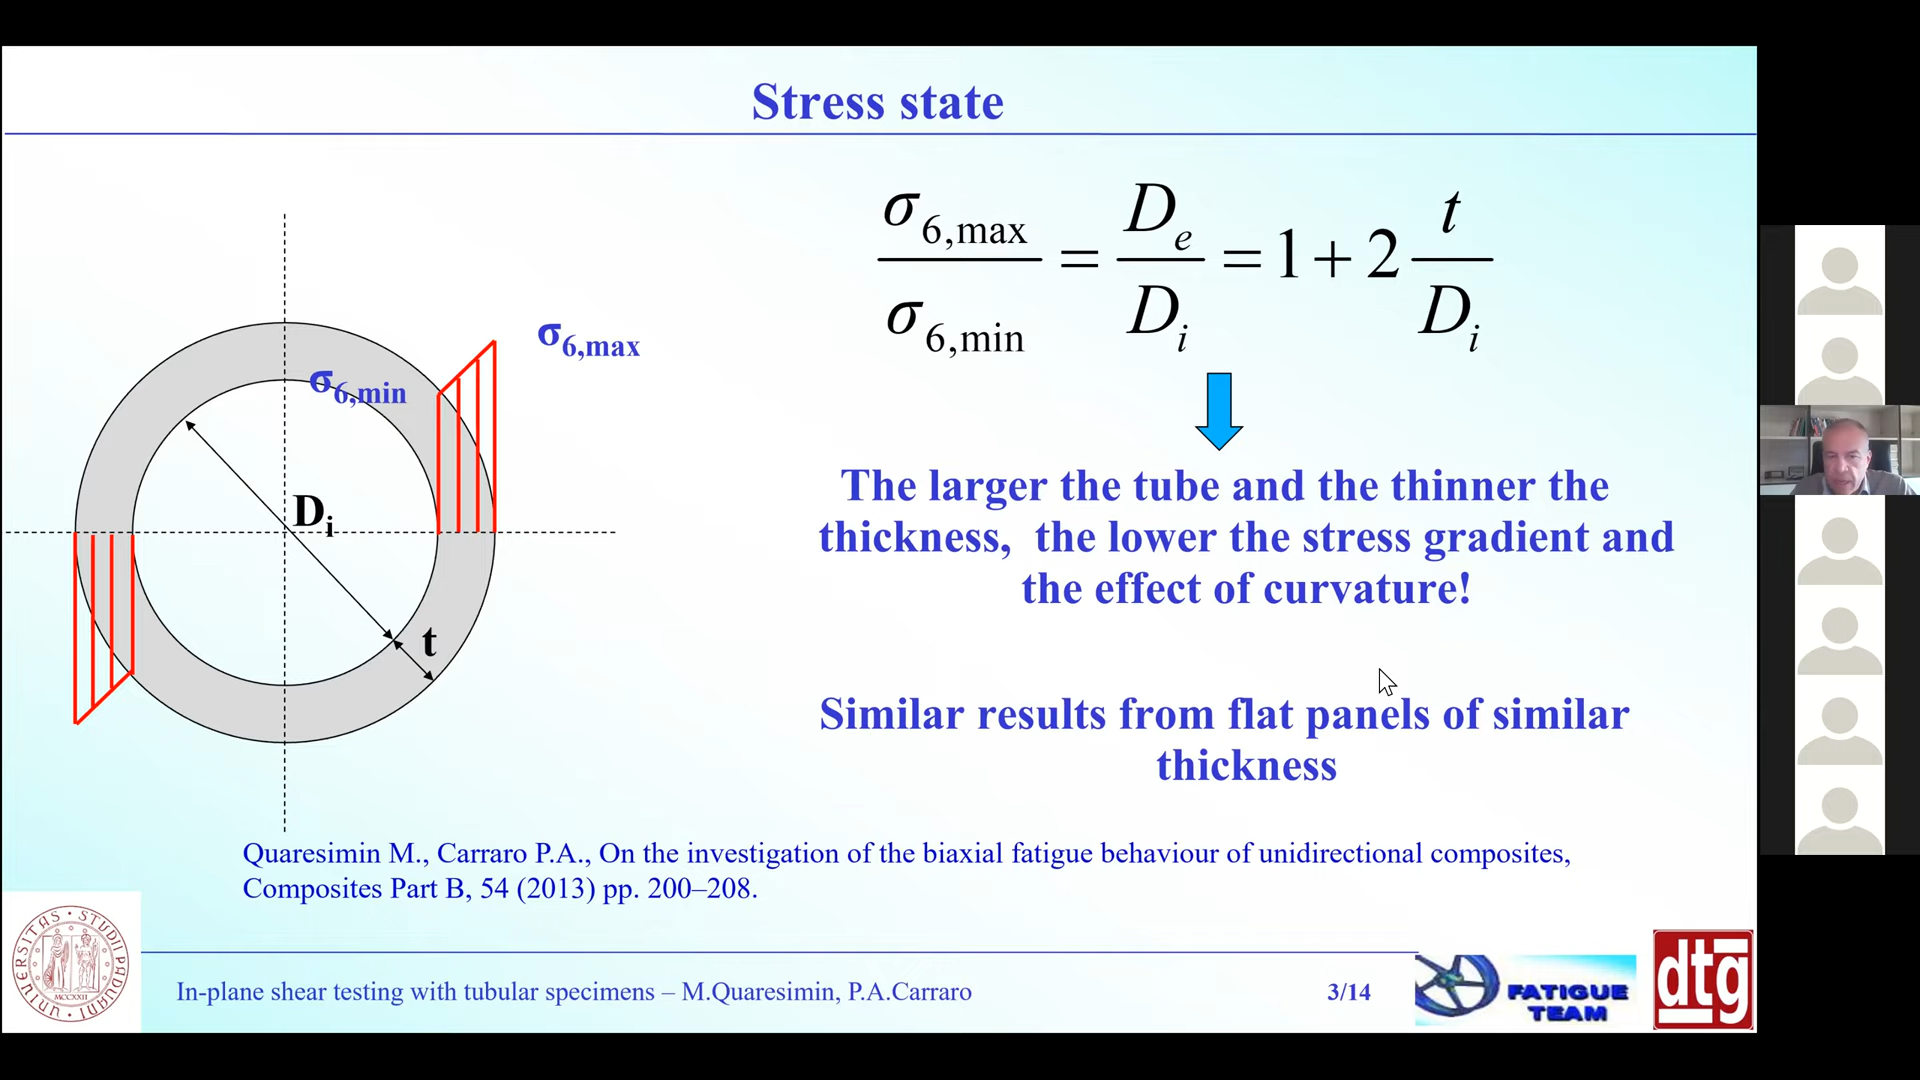 Stress state
σ6,max / σ6,min = De / Di = 1 + 2 t / Di
σ6,max
σ6,min
Di
t
The larger the tube and the thinner the
thickness, the lower the stress gradient and
the effect of curvature!
Similar results from flat panels of similar
thickness
Quaresimin M., Carraro P.A., On the investigation of the biaxial fatigue behaviour of unidirectional composites,
Composites Part B, 54 (2013) pp. 200–208.
UNIVERSITAS STUDII PADUANI
MCCXXII
In-plane shear testing with tubular specimens – M.Quaresimin, P.A.Carraro
3/14
FATIGUE
TEAM
dtg